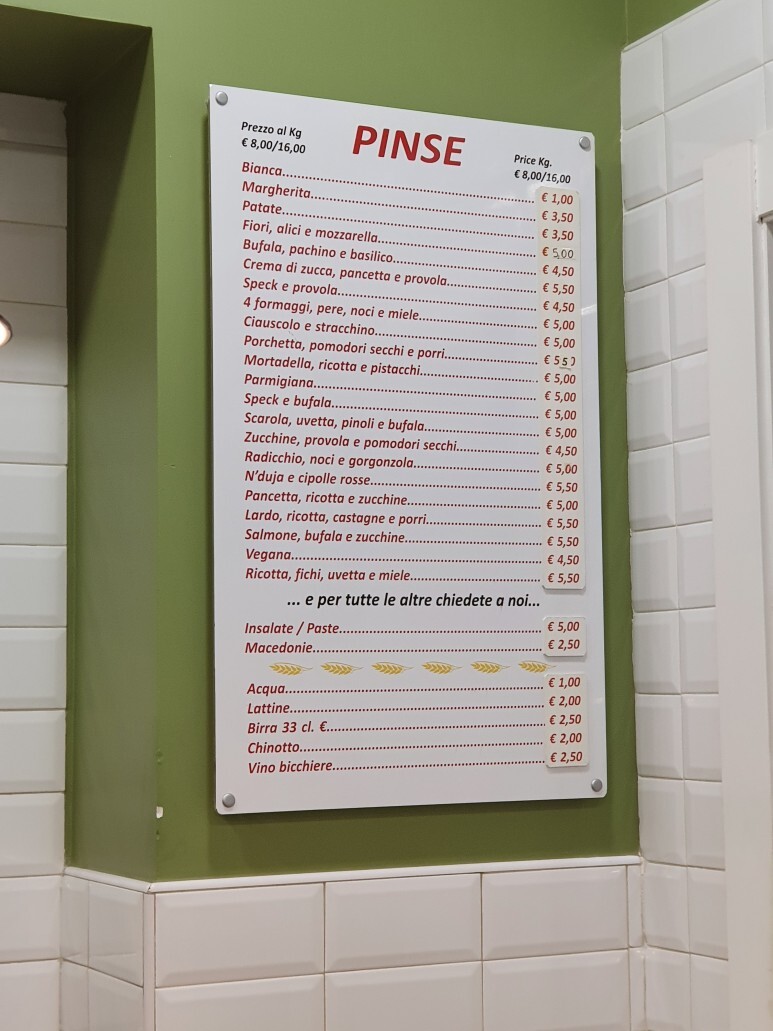 PINSE
Prezzo al Kg
€ 8,00/16,00
Price Kg.
€ 8,00/16,00
Bianca........ € 1,00
Margherita........ € 3,50
Patate........ € 3,50
Fiori, alici e mozzarella........ € 5,00
Bufala, pachino e basilico........ € 4,50
Crema di zucca, pancetta e provola........ € 5,50
Speck e provola........ € 4,50
4 formaggi, pere, noci e miele........ € 5,00
Ciauscolo e stracchino........ € 5,00
Porchetta, pomodori secchi e porri........ € 5 50
Mortadella, ricotta e pistacchi........ € 5,00
Parmigiana........ € 5,00
Speck e bufala........ € 5,00
Scarola, uvetta, pinoli e bufala........ € 5,00
Zucchine, provola e pomodori secchi........ € 4,50
Radicchio, noci e gorgonzola........ € 5,00
N'duja e cipolle rosse........ € 5,50
Pancetta, ricotta e zucchine........ € 5,00
Lardo, ricotta, castagne e porri........ € 5,50
Salmone, bufala e zucchine........ € 5,50
Vegana........ € 4,50
Ricotta, fichi, uvetta e miele........ € 5,50
... e per tutte le altre chiedete a noi...
Insalate / Paste........ € 5,00
Macedonie........ € 2,50
Acqua........ € 1,00
Lattine........ € 2,00
Birra 33 cl. €........ € 2,50
Chinotto........ € 2,00
Vino bicchiere........ € 2,50